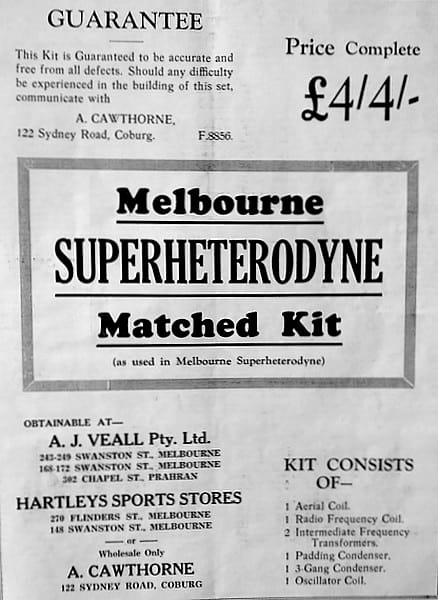 GUARANTEE
This Kit is Guaranteed to be accurate and
free from all defects. Should any difficulty
be experienced in the building of this set,
communicate with
A. CAWTHORNE,
122 Sydney Road, Coburg. F.8856.
Price Complete
£4/4/-
Melbourne
SUPERHETERODYNE
Matched Kit
(as used in Melbourne Superheterodyne)
OBTAINABLE AT—
A. J. VEALL Pty. Ltd.
243-249 SWANSTON ST., MELBOURNE
168-172 SWANSTON ST., MELBOURNE
302 CHAPEL ST., PRAHRAN
HARTLEYS SPORTS STORES
270 FLINDERS ST., MELBOURNE
148 SWANSTON ST., MELBOURNE
— or —
Wholesale Only
A. CAWTHORNE
122 SYDNEY ROAD, COBURG
KIT CONSISTS
OF—
1 Aerial Coil.
1 Radio Frequency Coil.
2 Intermediate Frequency
Transformers.
1 Padding Condenser.
1 3-Gang Condenser.
1 Oscillator Coil.